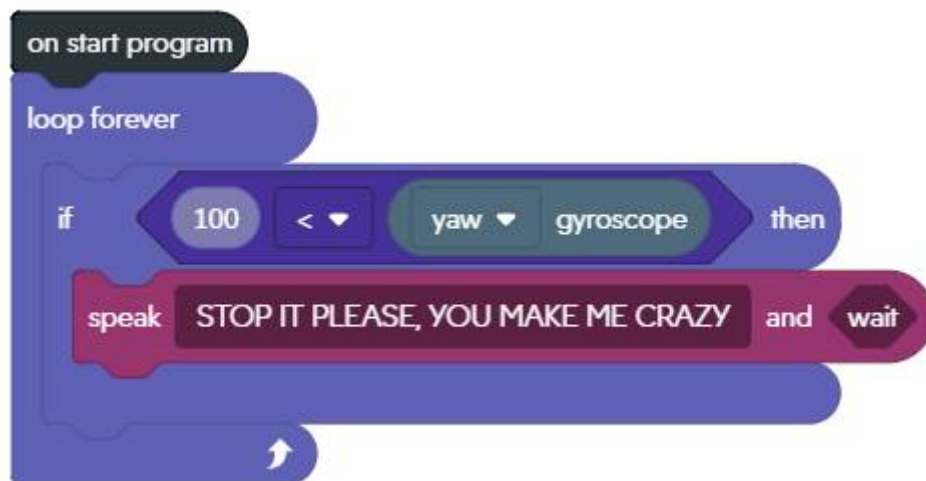 on start program
loop forever
if 100 < yaw gyroscope then
speak STOP IT PLEASE, YOU MAKE ME CRAZY and wait